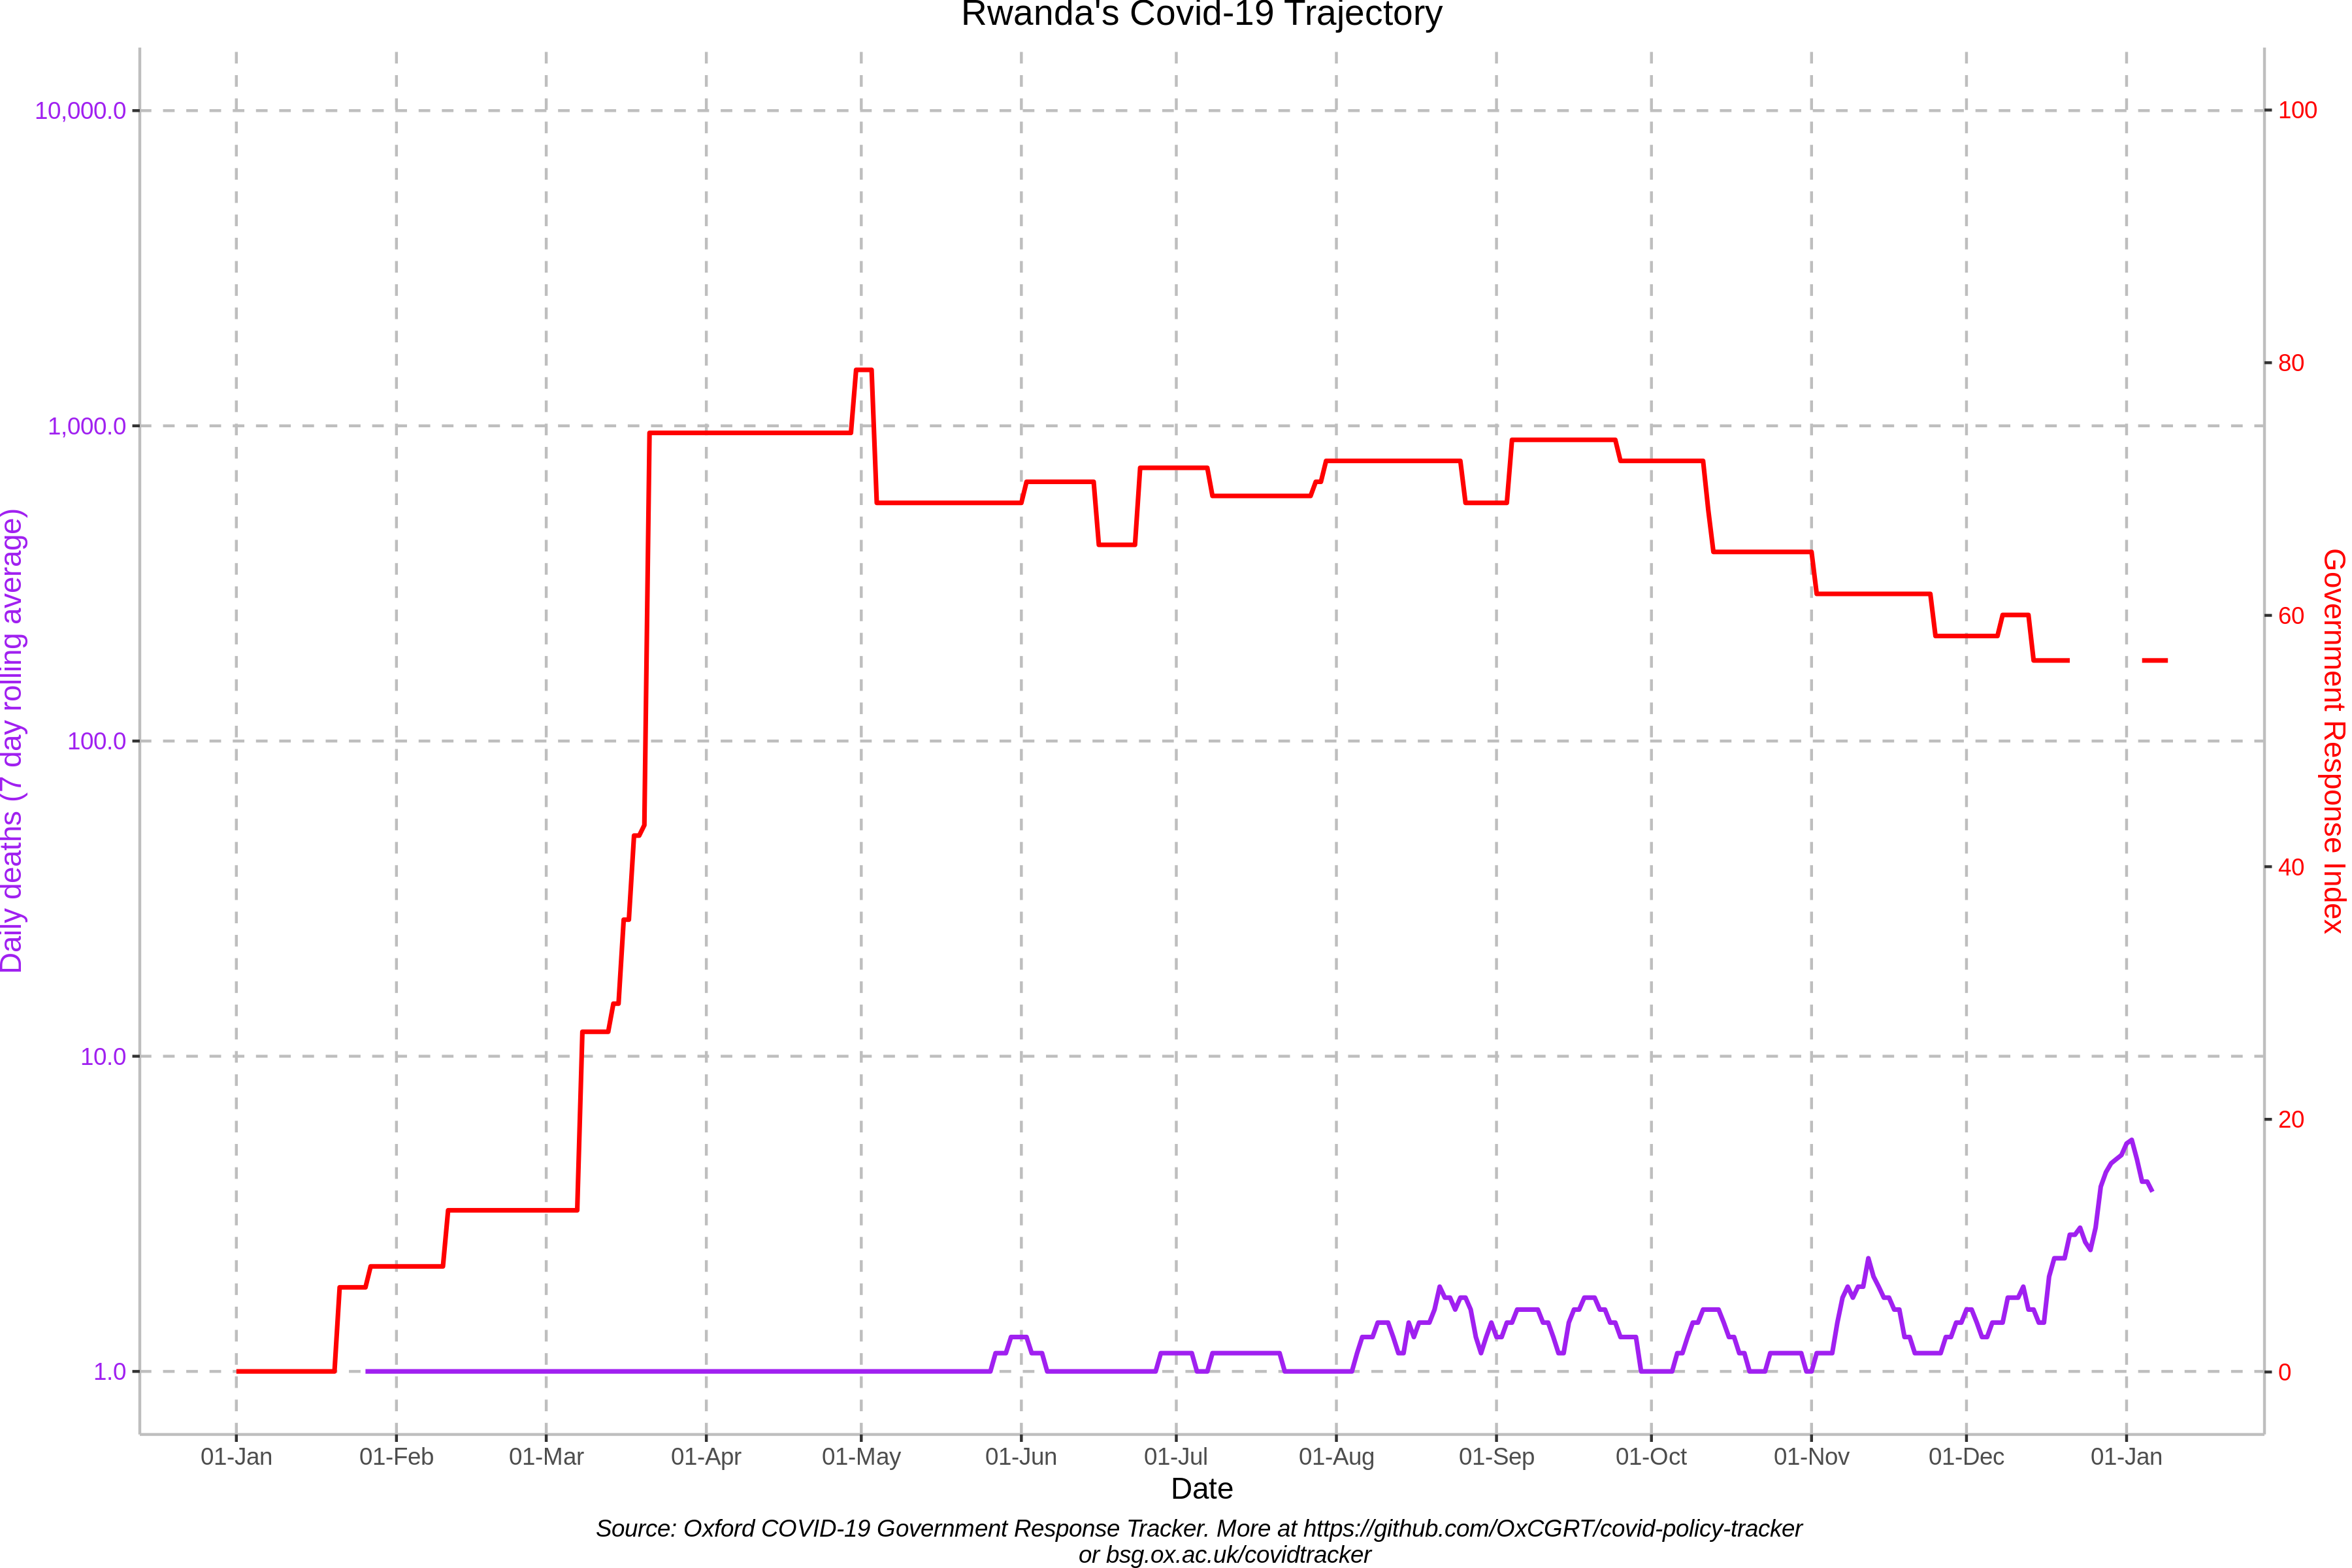 Rwanda's Covid-19 Trajectory
Daily deaths (7 day rolling average)
10,000.0
1,000.0
100.0
10.0
1.0
100
80
60
40
20
0
Government Response Index
01-Jan 01-Feb 01-Mar 01-Apr 01-May 01-Jun 01-Jul 01-Aug 01-Sep 01-Oct 01-Nov 01-Dec 01-Jan
Date
Source: Oxford COVID-19 Government Response Tracker. More at https://github.com/OxCGRT/covid-policy-tracker
or bsg.ox.ac.uk/covidtracker